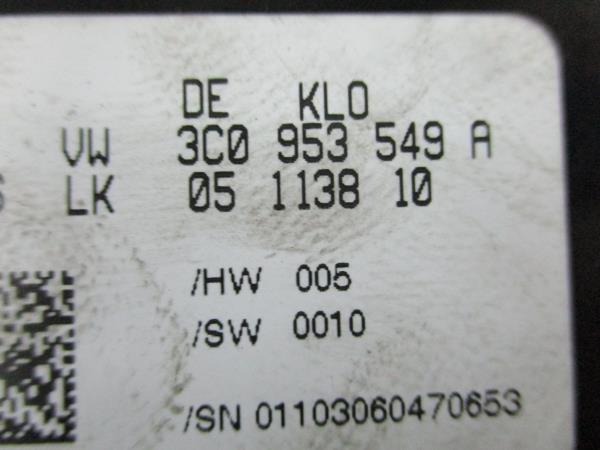 DE KLO
VW 3C0 953 549 A
LK 05 1138 10
/HW 005
/SW 0010
/SN 01103060470653